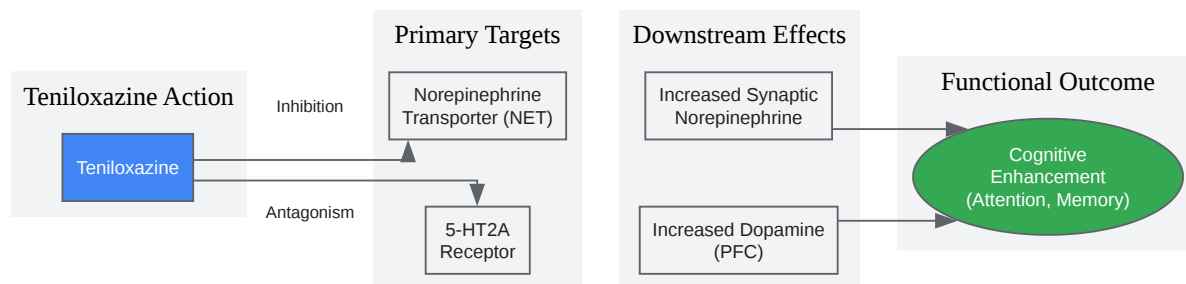 Teniloxazine Action
Teniloxazine
Inhibition
Antagonism
Primary Targets
Norepinephrine
Transporter (NET)
5-HT2A
Receptor
Downstream Effects
Increased Synaptic
Norepinephrine
Increased Dopamine
(PFC)
Functional Outcome
Cognitive
Enhancement
(Attention, Memory)